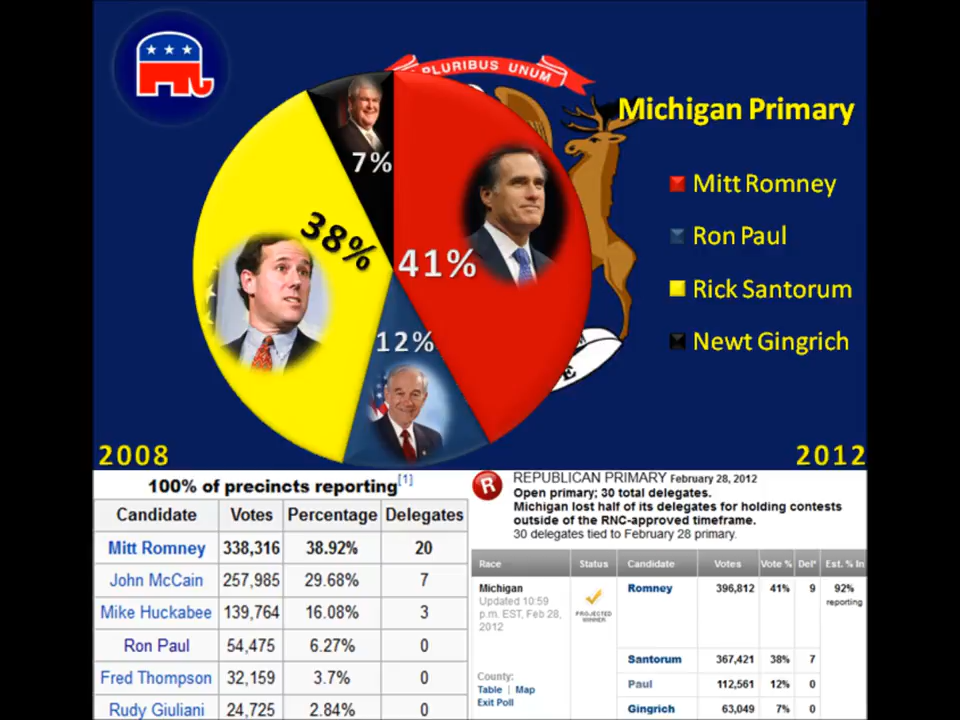 PLURIBUS UNUM
Michigan Primary
7%
Mitt Romney
38%
Ron Paul
41%
Rick Santorum
12%
Newt Gingrich
2008
2012
100% of precincts reporting[1]
Candidate Votes Percentage Delegates
Mitt Romney 338,316 38.92% 20
John McCain 257,985 29.68% 7
Mike Huckabee 139,764 16.08% 3
Ron Paul 54,475 6.27% 0
Fred Thompson 32,159 3.7% 0
Rudy Giuliani 24,725 2.84% 0
R
REPUBLICAN PRIMARY February 28, 2012
Open primary; 30 total delegates.
Michigan lost half of its delegates for holding contests
outside of the RNC-approved timeframe.
30 delegates tied to February 28 primary.
Race Status Candidate Votes Vote % Del* Est. % In
Michigan Romney 396,812 41% 9 92%
reporting
Updated 10:59
p.m. EST, Feb 28,
2012
PROJECTED
WINNER
Santorum 367,421 38% 7
County:
Table | Map
Exit Poll
Paul 112,561 12% 0
Gingrich 63,049 7% 0